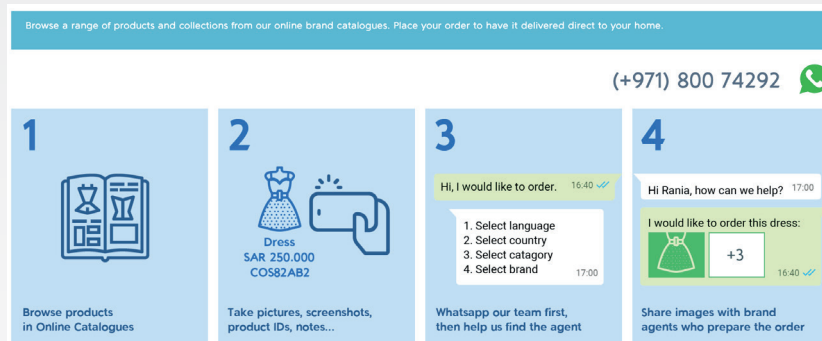 Browse a range of products and collections from our online brand catalogues. Place your order to have it delivered direct to your home.
(+971) 800 74292
1
Browse products
in Online Catalogues
2
Dress
SAR 250.000
COS82AB2
Take pictures, screenshots,
product IDs, notes...
3
Hi, I would like to order. 16:40
1. Select language
2. Select country
3. Select catagory
4. Select brand 17:00
Whatsapp our team first,
then help us find the agent
4
Hi Rania, how can we help? 17:00
I would like to order this dress:
+3
16:40
Share images with brand
agents who prepare the order